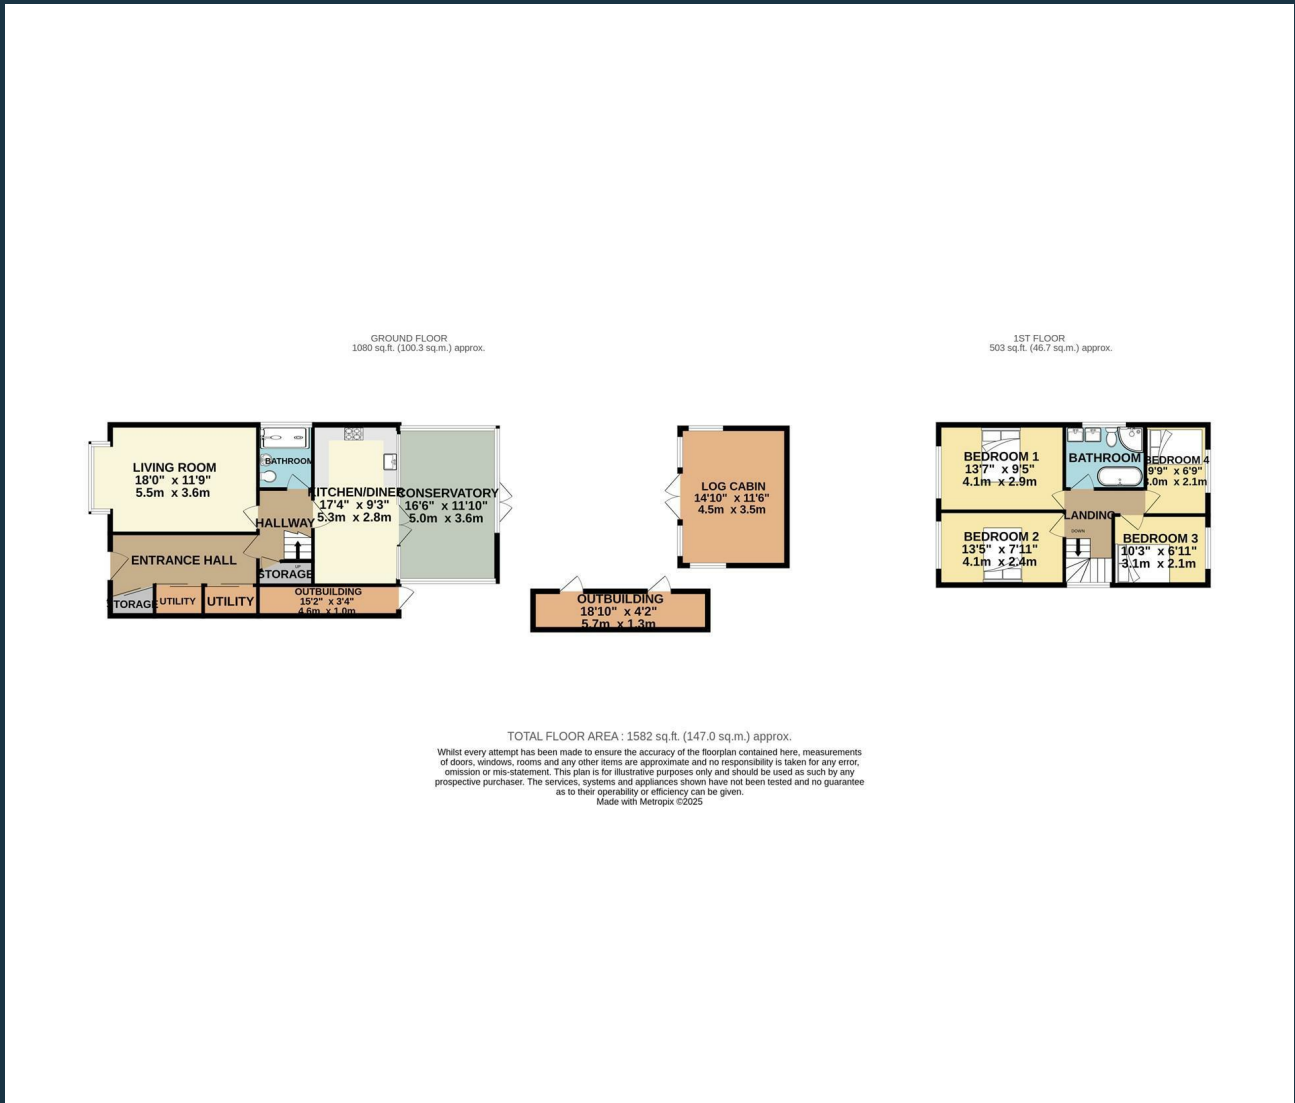 GROUND FLOOR
1080 sq.ft. (100.3 sq.m.) approx.
LIVING ROOM
18'0" x 11'9"
5.5m x 3.6m
BATHROOM
KITCHEN/DINER
17'4" x 9'3"
5.3m x 2.8m
CONSERVATORY
16'6" x 11'10"
5.0m x 3.6m
HALLWAY
UP
STORAGE
ENTRANCE HALL
STORAGE
UTILITY
UTILITY
OUTBUILDING
15'2" x 3'4"
4.6m x 1.0m
OUTBUILDING
18'10" x 4'2"
5.7m x 1.3m
LOG CABIN
14'10" x 11'6"
4.5m x 3.5m
1ST FLOOR
503 sq.ft. (46.7 sq.m.) approx.
BEDROOM 1
13'7" x 9'5"
4.1m x 2.9m
BATHROOM
BEDROOM 4
9'9" x 6'9"
3.0m x 2.1m
LANDING
DOWN
BEDROOM 2
13'5" x 7'11"
4.1m x 2.4m
BEDROOM 3
10'3" x 6'11"
3.1m x 2.1m
TOTAL FLOOR AREA : 1582 sq.ft. (147.0 sq.m.) approx.
Whilst every attempt has been made to ensure the accuracy of the floorplan contained here, measurements
of doors, windows, rooms and any other items are approximate and no responsibility is taken for any error,
omission or mis-statement. This plan is for illustrative purposes only and should be used as such by any
prospective purchaser. The services, systems and appliances shown have not been tested and no guarantee
as to their operability or efficiency can be given.
Made with Metropix ©2025